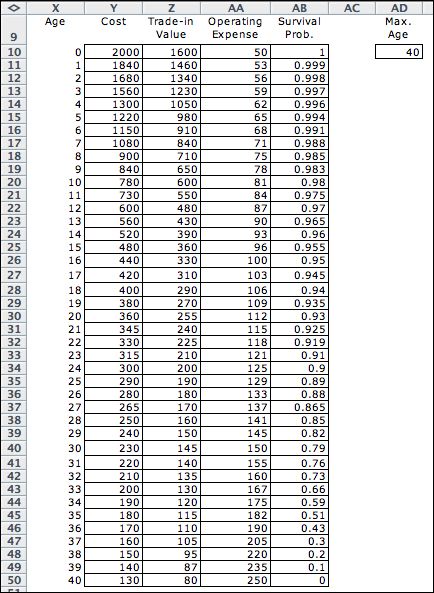 X Y Z AA AB AC AD
9 Age Cost Trade-in Value Operating Expense Survival Prob. Max. Age
10 0 2000 1600 50 1 40
11 1 1840 1460 53 0.999
12 2 1680 1340 56 0.998
13 3 1560 1230 59 0.997
14 4 1300 1050 62 0.996
15 5 1220 980 65 0.994
16 6 1150 910 68 0.991
17 7 1080 840 71 0.988
18 8 900 710 75 0.985
19 9 840 650 78 0.983
20 10 780 600 81 0.98
21 11 730 550 84 0.975
22 12 600 480 87 0.97
23 13 560 430 90 0.965
24 14 520 390 93 0.96
25 15 480 360 96 0.955
26 16 440 330 100 0.95
27 17 420 310 103 0.945
28 18 400 290 106 0.94
29 19 380 270 109 0.935
30 20 360 255 112 0.93
31 21 345 240 115 0.925
32 22 330 225 118 0.919
33 23 315 210 121 0.91
34 24 300 200 125 0.9
35 25 290 190 129 0.89
36 26 280 180 133 0.88
37 27 265 170 137 0.865
38 28 250 160 141 0.85
39 29 240 150 145 0.82
40 30 230 145 150 0.79
41 31 220 140 155 0.76
42 32 210 135 160 0.73
43 33 200 130 167 0.66
44 34 190 120 175 0.59
45 35 180 115 182 0.51
46 36 170 110 190 0.43
47 37 160 105 205 0.3
48 38 150 95 220 0.2
49 39 140 87 235 0.1
50 40 130 80 250 0